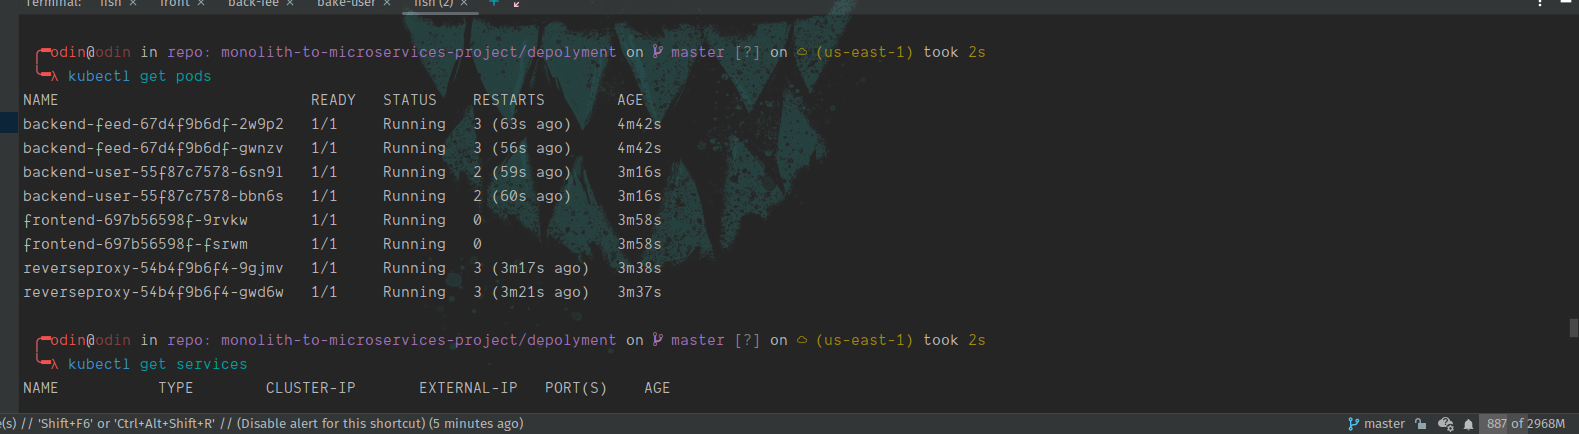 Terminal: fish × front × back-fee × bake-user × fish (2) × +
odin@odin in repo: monolith-to-microservices-project/depolyment on master [?] on (us-east-1) took 2s
λ kubectl get pods
NAME READY STATUS RESTARTS AGE
backend-feed-67d4f9b6df-2w9p2 1/1 Running 3 (63s ago) 4m42s
backend-feed-67d4f9b6df-gwnzv 1/1 Running 3 (56s ago) 4m42s
backend-user-55f87c7578-6sn9l 1/1 Running 2 (59s ago) 3m16s
backend-user-55f87c7578-bbn6s 1/1 Running 2 (60s ago) 3m16s
frontend-697b56598f-9rvkw 1/1 Running 0 3m58s
frontend-697b56598f-fsrwm 1/1 Running 0 3m58s
reverseproxy-54b4f9b6f4-9gjmv 1/1 Running 3 (3m17s ago) 3m38s
reverseproxy-54b4f9b6f4-gwd6w 1/1 Running 3 (3m21s ago) 3m37s
odin@odin in repo: monolith-to-microservices-project/depolyment on master [?] on (us-east-1) took 2s
λ kubectl get services
NAME TYPE CLUSTER-IP EXTERNAL-IP PORT(S) AGE
e(s) // 'Shift+F6' or 'Ctrl+Alt+Shift+R' // (Disable alert for this shortcut) (5 minutes ago) master 887 of 2968M